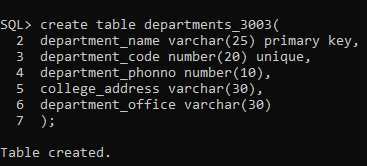 SQL> create table departments_3003(
2 department_name varchar(25) primary key,
3 department_code number(20) unique,
4 department_phonno number(10),
5 college_address varchar(30),
6 department_office varchar(30)
7 );
Table created.